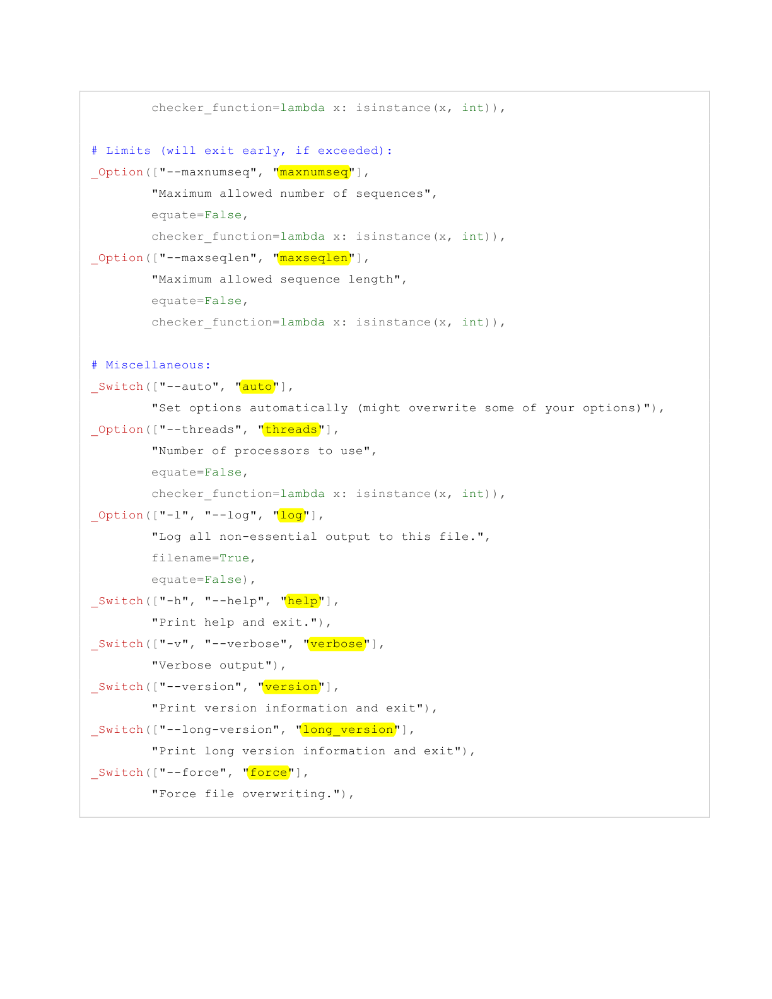 checker_function=lambda x: isinstance(x, int)),
# Limits (will exit early, if exceeded):
_Option(["--maxnumseq", "maxnumseq"],
"Maximum allowed number of sequences",
equate=False,
checker_function=lambda x: isinstance(x, int)),
_Option(["--maxseqlen", "maxseqlen"],
"Maximum allowed sequence length",
equate=False,
checker_function=lambda x: isinstance(x, int)),
# Miscellaneous:
_Switch(["--auto", "auto"],
"Set options automatically (might overwrite some of your options)"),
_Option(["--threads", "threads"],
"Number of processors to use",
equate=False,
checker_function=lambda x: isinstance(x, int)),
_Option(["-l", "--log", "log"],
"Log all non-essential output to this file.",
filename=True,
equate=False),
_Switch(["-h", "--help", "help"],
"Print help and exit."),
_Switch(["-v", "--verbose", "verbose"],
"Verbose output"),
_Switch(["--version", "version"],
"Print version information and exit"),
_Switch(["--long-version", "long_version"],
"Print long version information and exit"),
_Switch(["--force", "force"],
"Force file overwriting."),